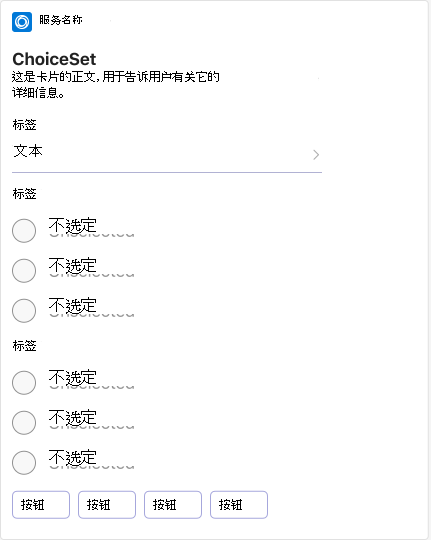 服务名称
ChoiceSet
这是卡片的正文, 用于告诉用户有关它的
详细信息。
标签
文本
标签
不选定
不选定
不选定
标签
不选定
不选定
不选定
按钮 按钮 按钮 按钮